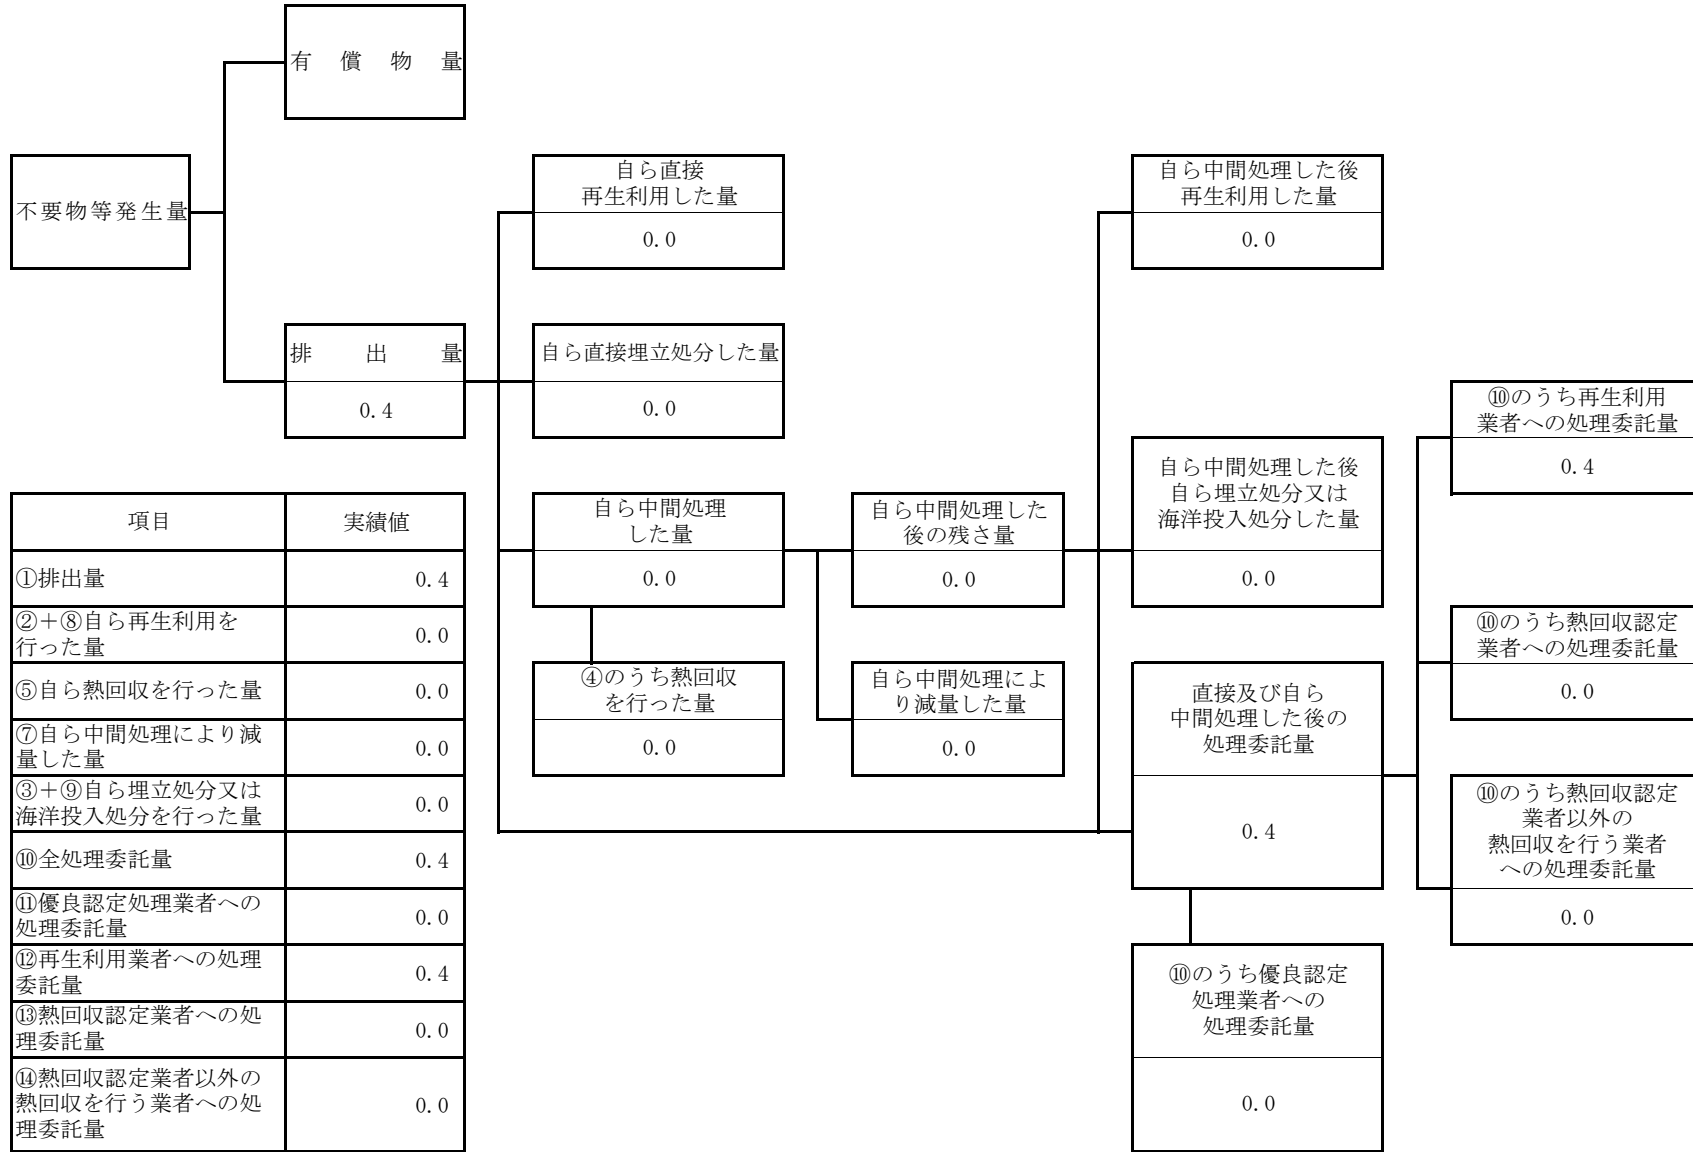 有償物量
不要物等発生量
自ら直接
再生利用した量
0.0
自ら中間処理した後
再生利用した量
0.0
排出量
0.4
自ら直接埋立処分した量
0.0
⑩のうち再生利用
業者への処理委託量
0.4
自ら中間処理
した量
0.0
自ら中間処理した
後の残さ量
0.0
自ら中間処理した後
自ら埋立処分又は
海洋投入処分した量
0.0
⑩のうち熱回収認定
業者への処理委託量
0.0
④のうち熱回収
を行った量
0.0
自ら中間処理によ
り減量した量
0.0
直接及び自ら
中間処理した後の
処理委託量
0.4
⑩のうち熱回収認定
業者以外の
熱回収を行う業者
への処理委託量
0.0
⑩のうち優良認定
処理業者への
処理委託量
0.0
項目 実績値
①排出量 0.4
②＋⑧自ら再生利用を
行った量 0.0
⑤自ら熱回収を行った量 0.0
⑦自ら中間処理により減
量した量 0.0
③＋⑨自ら埋立処分又は
海洋投入処分を行った量 0.0
⑩全処理委託量 0.4
⑪優良認定処理業者への
処理委託量 0.0
⑫再生利用業者への処理
委託量 0.4
⑬熱回収認定業者への処
理委託量 0.0
⑭熱回収認定業者以外の
熱回収を行う業者への処
理委託量 0.0